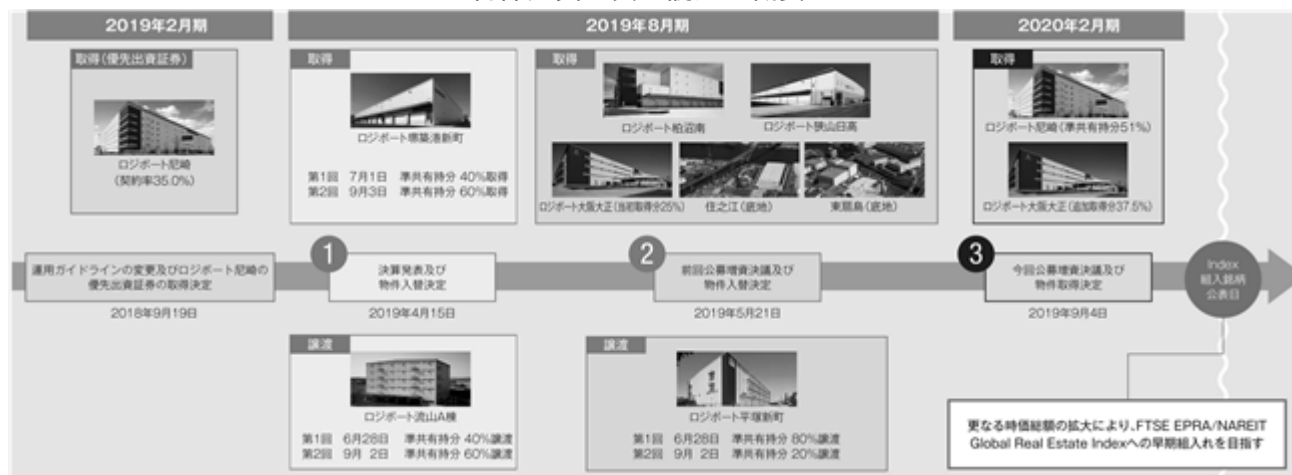 2019年2月期
2019年8月期
2020年2月期
取得(優先出資証券)
ロジポート尼崎
(契約率35.0%)
取得
ロジポート堺築港新町
第1回 7月1日 準共有持分 40%取得
第2回 9月3日 準共有持分 60%取得
取得
ロジポート柏沼南
ロジポート狭山日高
ロジポート大阪大正(当初取得分25%)
住之江(底地)
東扇島(底地)
取得
ロジポート尼崎(準共有持分51%)
ロジポート大阪大正(追加取得分37.5%)
運用ガイドラインの変更及びロジポート尼崎の
優先出資証券の取得決定
2018年9月19日
1
決算発表及び
物件入替決定
2019年4月15日
2
前回公募増資決議及び
物件入替決定
2019年5月21日
3
今回公募増資決議及び
物件取得決定
2019年9月4日
Index
組入銘柄
公表日
譲渡
ロジポート流山A棟
第1回 6月28日 準共有持分 40%譲渡
第2回 9月 2日 準共有持分 60%譲渡
譲渡
ロジポート平塚新町
第1回 6月28日 準共有持分 80%譲渡
第2回 9月 2日 準共有持分 20%譲渡
更なる時価総額の拡大により、FTSE EPRA/NAREIT
Global Real Estate Indexへの早期組入れを目指す